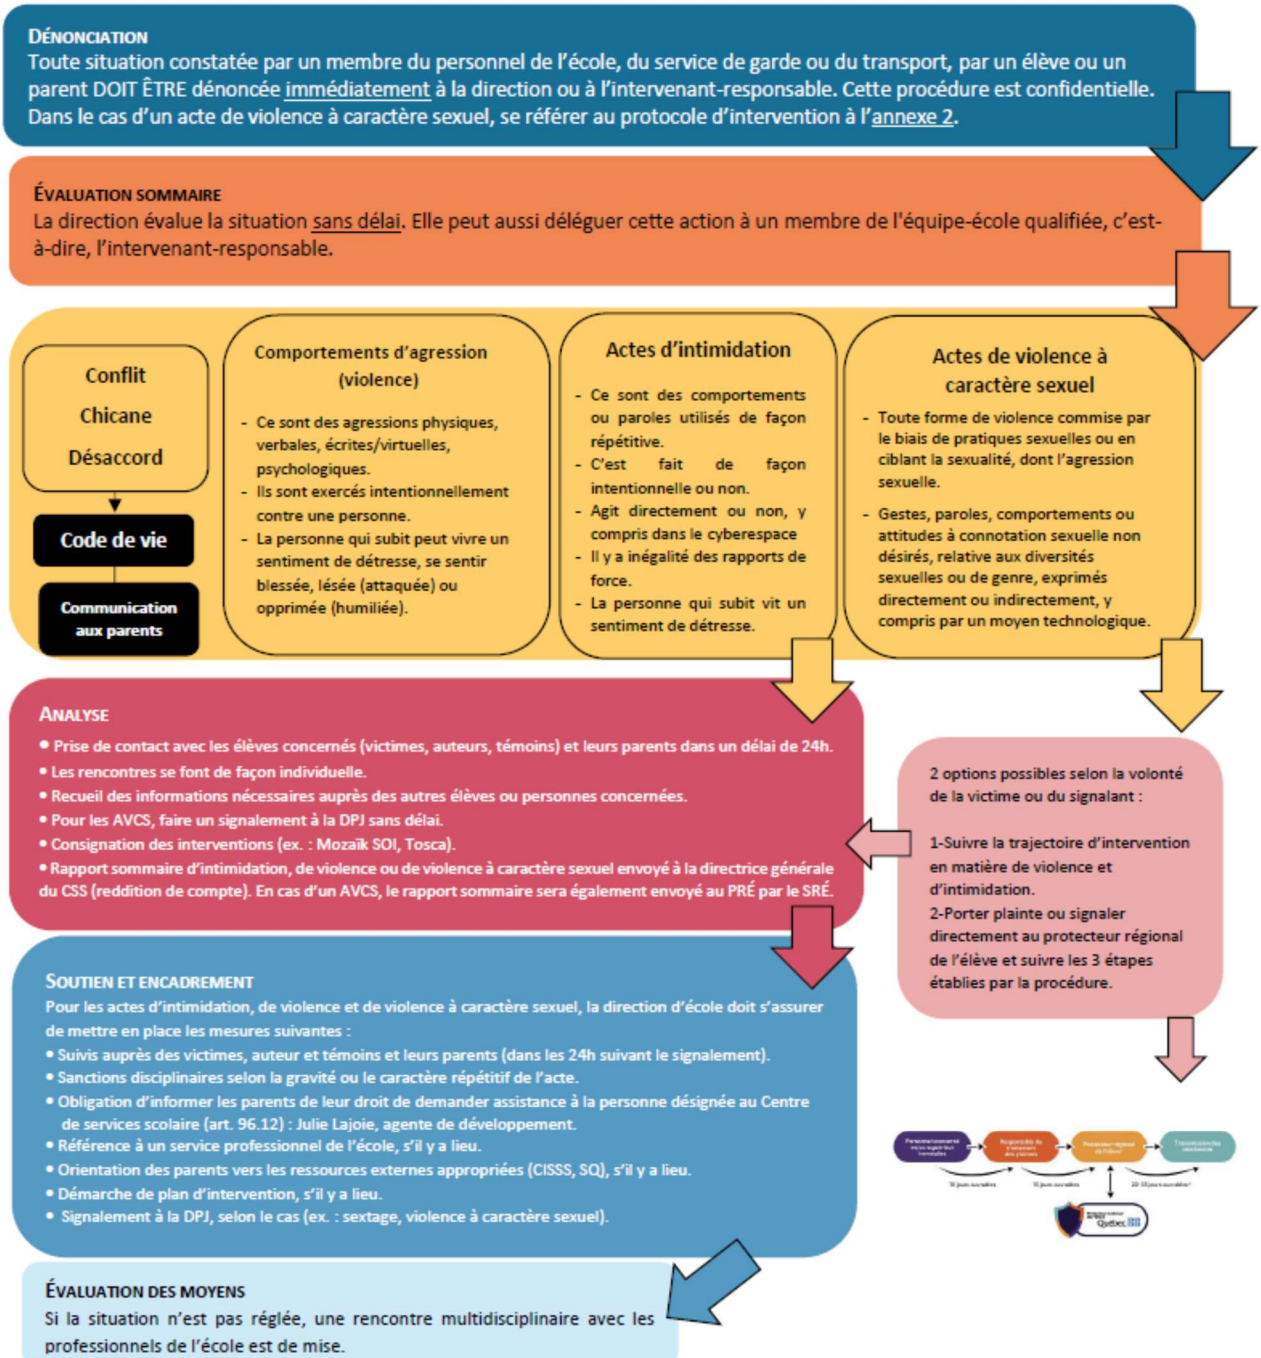 DÉNONCIATION
Toute situation constatée par un membre du personnel de l'école, du service de garde ou du transport, par un élève ou un
parent DOIT ÊTRE dénoncée immédiatement à la direction ou à l'intervenant-responsable. Cette procédure est confidentielle.
Dans le cas d'un acte de violence à caractère sexuel, se référer au protocole d'intervention à l'annexe 2.
ÉVALUATION SOMMAIRE
La direction évalue la situation sans délai. Elle peut aussi déléguer cette action à un membre de l'équipe-école qualifiée, c'est-
à-dire, l'intervenant-responsable.
Conflit
Chicane
Désaccord
Code de vie
Communication
aux parents
Comportements d'agression
(violence)
- Ce sont des agressions physiques,
verbales, écrites/virtuelles,
psychologiques.
- Ils sont exercés intentionnellement
contre une personne.
- La personne qui subit peut vivre un
sentiment de détresse, se sentir
blessée, lésée (attaquée) ou
opprimée (humiliée).
Actes d'intimidation
- Ce sont des comportements
ou paroles utilisés de façon
répétitive.
- C'est fait de façon
intentionnelle ou non.
- Agit directement ou non, y
compris dans le cyberespace
- Il y a inégalité des rapports de
force.
- La personne qui subit vit un
sentiment de détresse.
Actes de violence à
caractère sexuel
- Toute forme de violence commise par
le biais de pratiques sexuelles ou en
ciblant la sexualité, dont l'agression
sexuelle.
- Gestes, paroles, comportements ou
attitudes à connotation sexuelle non
désirés, relative aux diversités
sexuelles ou de genre, exprimés
directement ou indirectement, y
compris par un moyen technologique.
ANALYSE
• Prise de contact avec les élèves concernés (victimes, auteurs, témoins) et leurs parents dans un délai de 24h.
• Les rencontres se font de façon individuelle.
• Recueil des informations nécessaires auprès des autres élèves ou personnes concernées.
• Pour les AVCS, faire un signalement à la DPJ sans délai.
• Consignation des interventions (ex. : Mozaïk SOI, Tosca).
• Rapport sommaire d'intimidation, de violence ou de violence à caractère sexuel envoyé à la directrice générale
du CSS (reddition de compte). En cas d'un AVCS, le rapport sommaire sera également envoyé au PRÉ par le SRÉ.
2 options possibles selon la volonté
de la victime ou du signalant :
1-Suivre la trajectoire d'intervention
en matière de violence et
d'intimidation.
2-Porter plainte ou signaler
directement au protecteur régional
de l'élève et suivre les 3 étapes
établies par la procédure.
SOUTIEN ET ENCADREMENT
Pour les actes d'intimidation, de violence et de violence à caractère sexuel, la direction d'école doit s'assurer
de mettre en place les mesures suivantes :
• Suivis auprès des victimes, auteur et témoins et leurs parents (dans les 24h suivant le signalement).
• Sanctions disciplinaires selon la gravité ou le caractère répétitif de l'acte.
• Obligation d'informer les parents de leur droit de demander assistance à la personne désignée au Centre
de services scolaire (art. 96.12) : Julie Lajoie, agente de développement.
• Référence à un service professionnel de l'école, s'il y a lieu.
• Orientation des parents vers les ressources externes appropriées (CISSS, SQ), s'il y a lieu.
• Démarche de plan d'intervention, s'il y a lieu.
• Signalement à la DPJ, selon le cas (ex. : sextage, violence à caractère sexuel).
Québec
ÉVALUATION DES MOYENS
Si la situation n'est pas réglée, une rencontre multidisciplinaire avec les
professionnels de l'école est de mise.